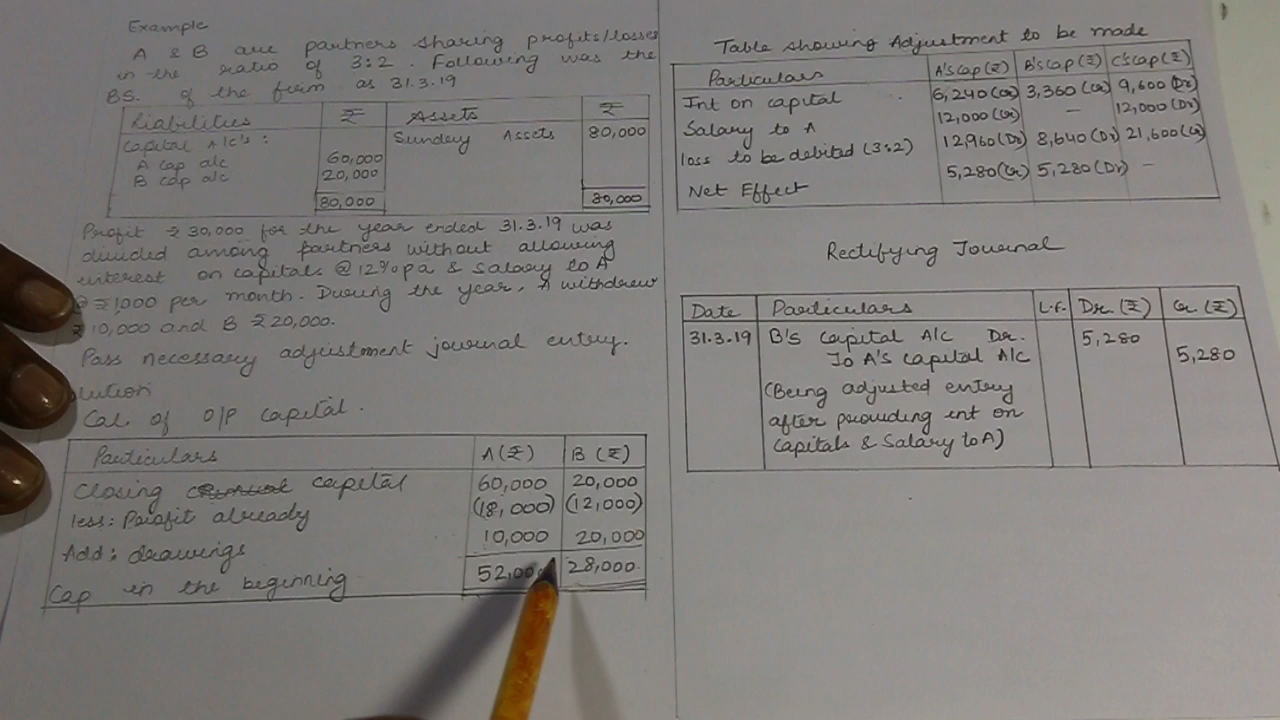 Example
A & B are partners sharing profits/losses
in the ratio of 3:2. Following was the
BS. of the firm as 31.3.19
Liabilities ₹ Assets ₹
Capital A/c's: Sundry Assets 80,000
A cap a/c 60,000
B cap a/c 20,000
80,000 80,000
Profit ₹ 30,000 for the year ended 31.3.19 was
divided among partners without allowing
interest on capitals @ 12% pa & salary to A
@ ₹1,000 per month. During the year, A withdrew
₹ 10,000 and B ₹ 20,000.
Pass necessary adjustment journal entry.
lution
Cal. of O/P capital.
Particulars A (₹) B (₹)
Closing capital 60,000 20,000
less: Profit already (18,000) (12,000)
Add: drawings 10,000 20,000
Cap in the beginning 52,00 28,000
Table showing Adjustment to be made
Particulars A's Cap (₹) B's Cap (₹) C's Cap (₹)
Int on capital 6,240 (Cr) 3,360 (Cr) 9,600 (Dr)
Salary to A 12,000 (Cr) – 12,000 (Dr)
loss to be debited (3:2) 12,960 (Dr) 8,640 (Dr) 21,600 (Cr)
Net Effect 5,280 (Cr) 5,280 (Dr) –
Rectifying Journal
Date Particulars L.f. Dr. (₹) Cr. (₹)
31.3.19 B's Capital A/c Dr. 5,280
To A's Capital A/c 5,280
(Being adjusted entry
after providing int on
capitals & Salary to A)